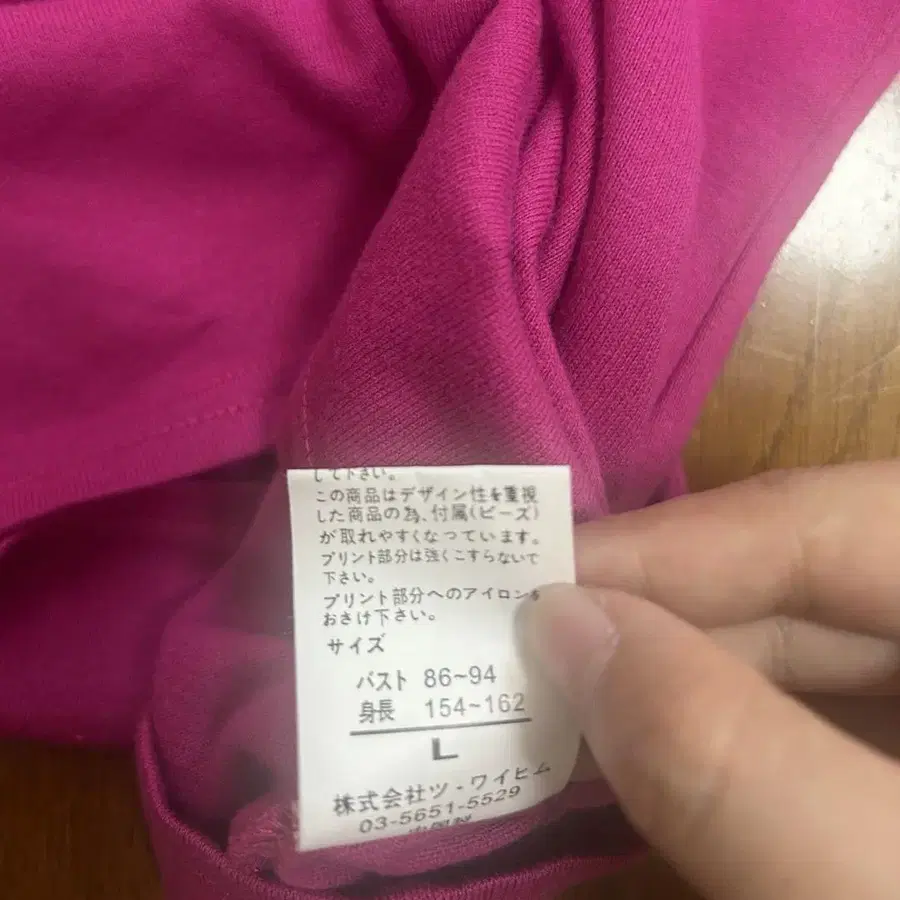 して下さい。
この商品はデザイン性を重視
した商品の為、付属(ビーズ)
が取れやすくなつています。
プリント部分は強くこすらないで
下さい。
プリント部分へのアイロンを
おさけ下さい。
サイズ
バスト 86~94
身長 154~162
L
株式会社ツ-ワイヒム
03-5651-5529